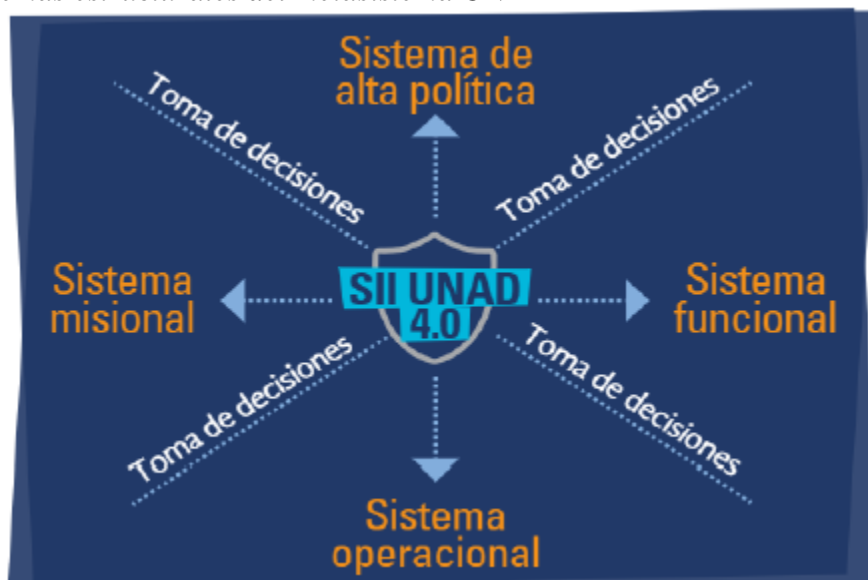 Sistema de
alta política
Toma de decisiones
Toma de decisiones
Sistema
misional
SII UNAD
4.0
Sistema
funcional
Toma de decisiones
Toma de decisiones
Sistema
operacional